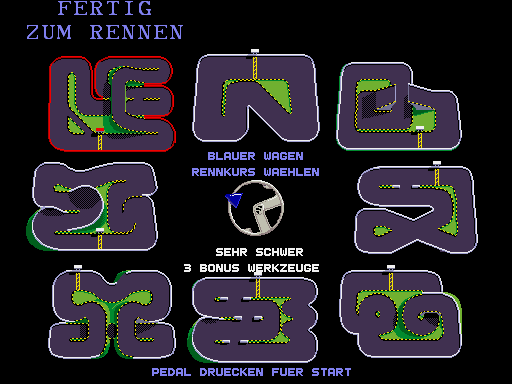 FERTIG
ZUM RENNEN
BLAUER WAGEN
RENNKURS WAEHLEN
SEHR SCHWER
3 BONUS WERKZEUGE
PEDAL DRUECKEN FUER START